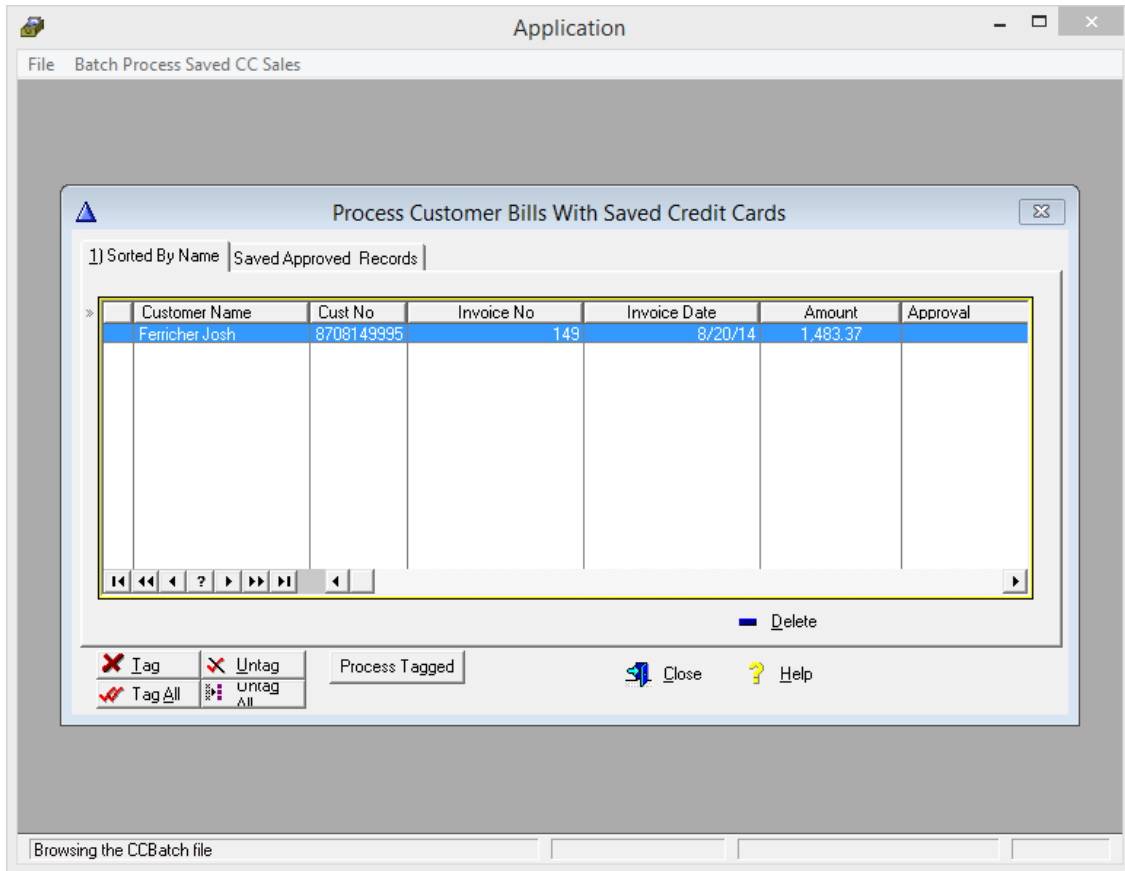 Application
File Batch Process Saved CC Sales
Process Customer Bills With Saved Credit Cards
1) Sorted By Name Saved Approved Records
» Customer Name Cust No Invoice No Invoice Date Amount Approval
Ferricher Josh 8708149995 149 8/20/14 1,483.37
?
Delete
Tag Untag Process Tagged Close ? Help
Tag All Untag All
Browsing the CCBatch file